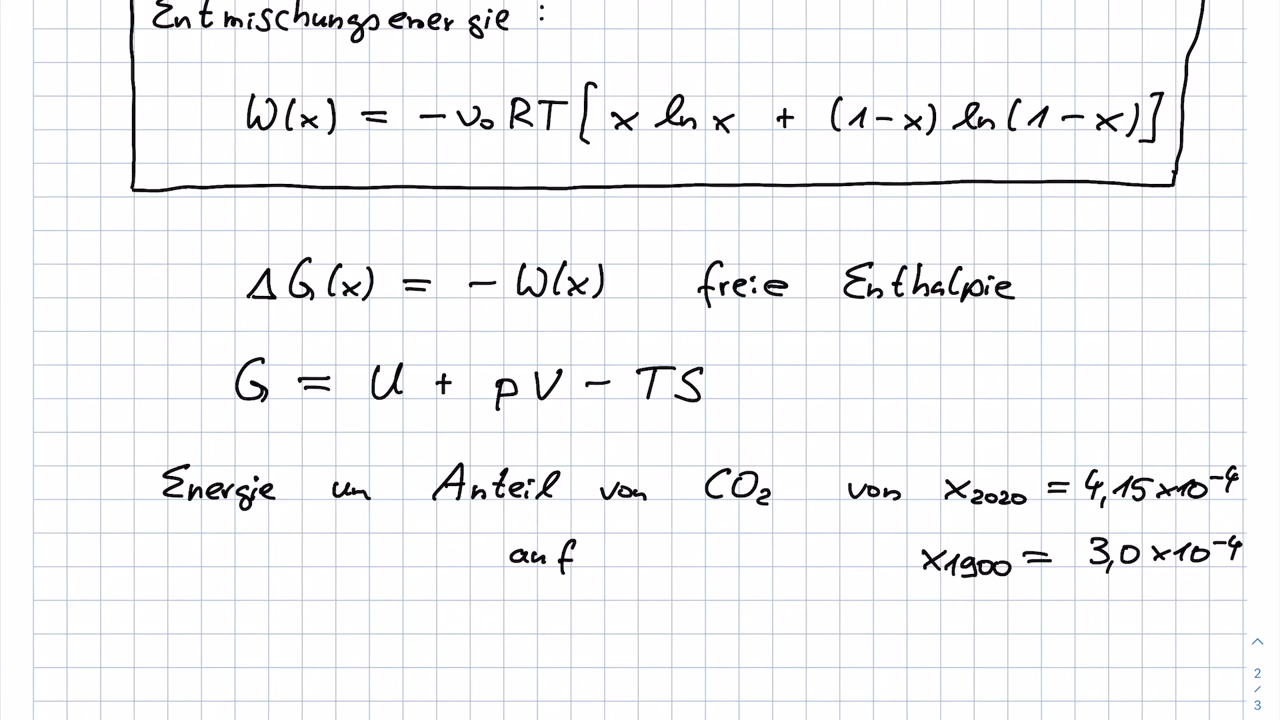 Entmischungsenergie :
W(x) = -ν₀RT[x ln x + (1-x) ln(1-x)]
ΔG(x) = -W(x) freie Enthalpie
G = U + pV - TS
Energie um Anteil von CO₂ von x₂₀₂₀ = 4,15×10⁻⁴
auf x₁₉₀₀ = 3,0×10⁻⁴
2
/
3